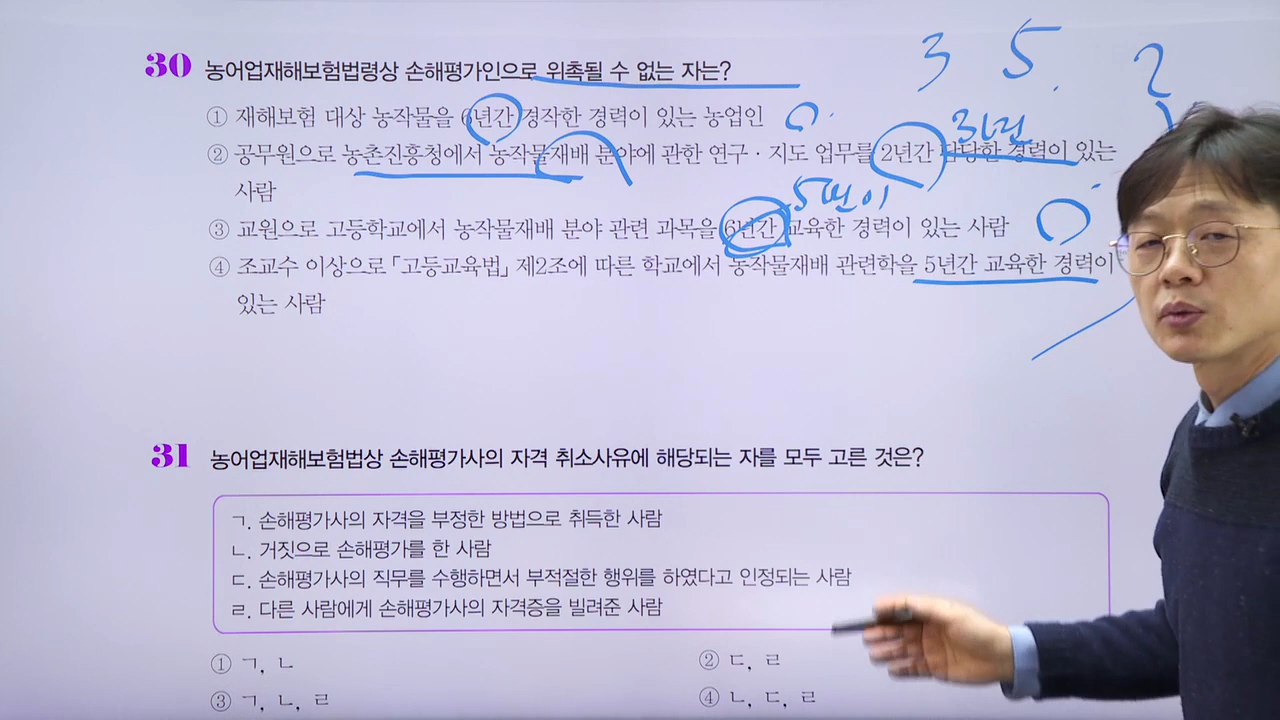 3 5 2
30 농어업재해보험법령상 손해평가인으로 위촉될 수 없는 자는?
① 재해보험 대상 농작물을 6년간 경작한 경력이 있는 농업인
3년
② 공무원으로 농촌진흥청에서 농작물재배 분야에 관한 연구·지도 업무를 2년간 담당한 경력이 있는
사람
5년이
③ 교원으로 고등학교에서 농작물재배 분야 관련 과목을 6년간 교육한 경력이 있는 사람
④ 조교수 이상으로 「고등교육법」 제2조에 따른 학교에서 농작물재배 관련학을 5년간 교육한 경력이
있는 사람
31 농어업재해보험법상 손해평가사의 자격 취소사유에 해당되는 자를 모두 고른 것은?
ㄱ. 손해평가사의 자격을 부정한 방법으로 취득한 사람
ㄴ. 거짓으로 손해평가를 한 사람
ㄷ. 손해평가사의 직무를 수행하면서 부적절한 행위를 하였다고 인정되는 사람
ㄹ. 다른 사람에게 손해평가사의 자격증을 빌려준 사람
① ㄱ, ㄴ ② ㄷ, ㄹ
③ ㄱ, ㄴ, ㄹ ④ ㄴ, ㄷ, ㄹ